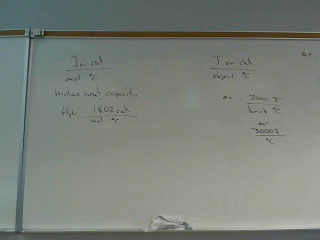 J or cal
mol °C
molar heat capacity
H₂O 18.02 cal
mol °C
J or cal
object °C
ex. 3000 J
brick °C
or
3000 J
°C
ex.